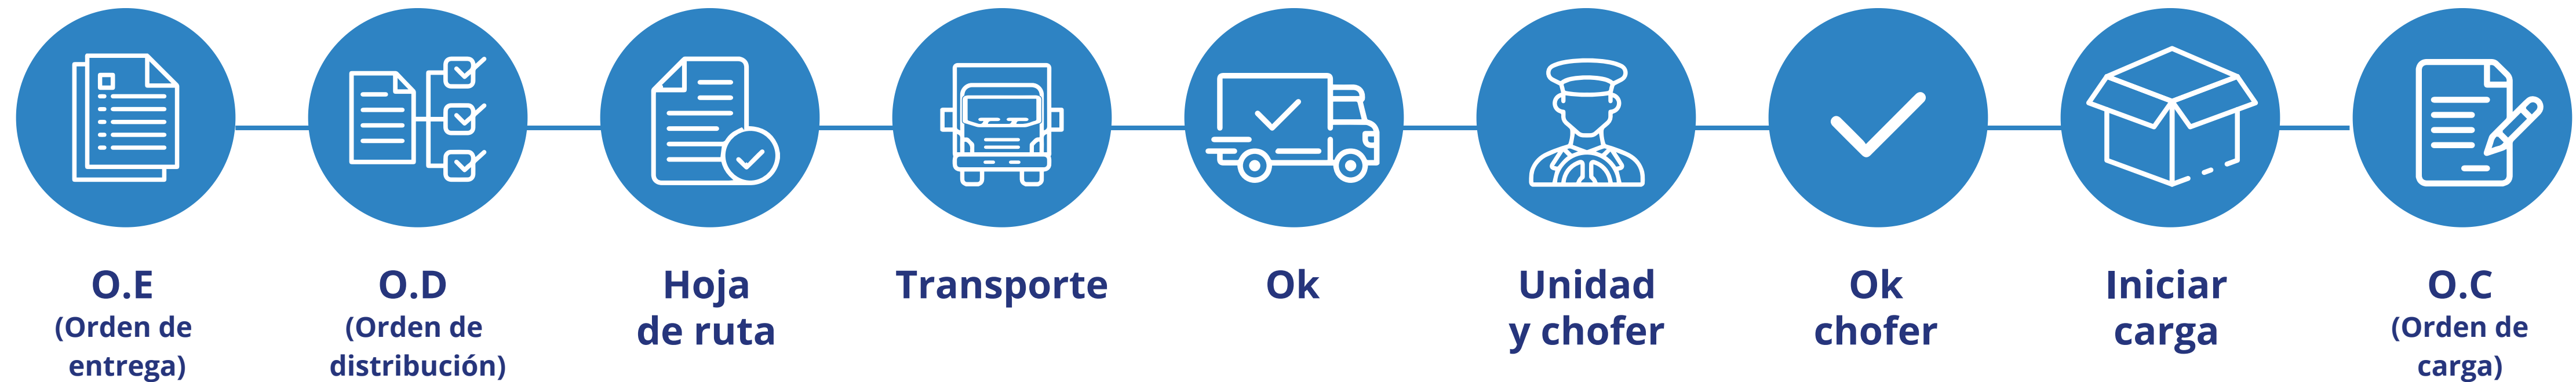 O.E
(Orden de
entrega)
O.D
(Orden de
distribución)
Hoja
de ruta
Transporte
Ok
Unidad
y chofer
Ok
chofer
Iniciar
carga
O.C
(Orden de
carga)